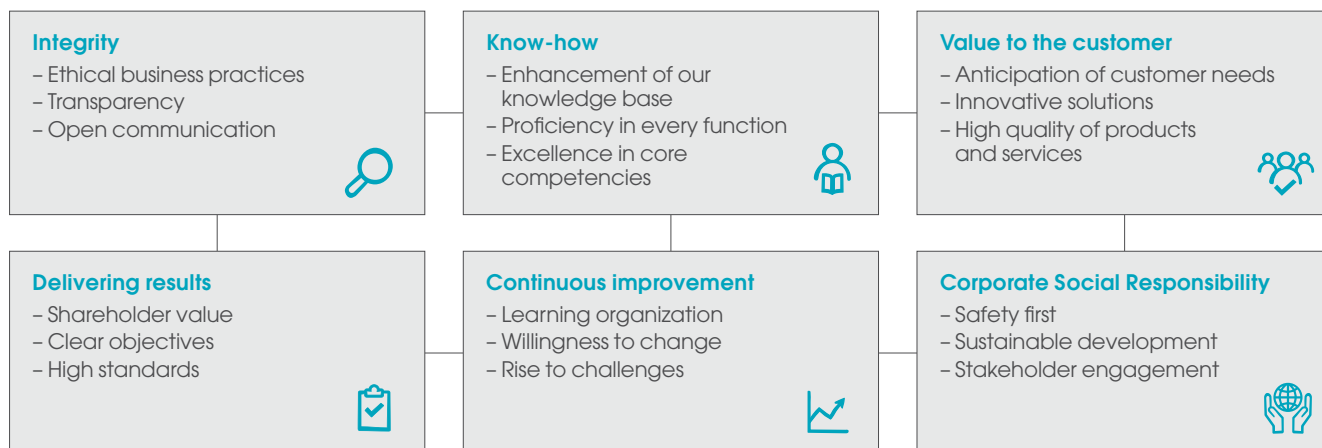 Integrity
– Ethical business practices
– Transparency
– Open communication
Know-how
– Enhancement of our
knowledge base
– Proficiency in every function
– Excellence in core
competencies
Value to the customer
– Anticipation of customer needs
– Innovative solutions
– High quality of products
and services
Delivering results
– Shareholder value
– Clear objectives
– High standards
Continuous improvement
– Learning organization
– Willingness to change
– Rise to challenges
Corporate Social Responsibility
– Safety first
– Sustainable development
– Stakeholder engagement